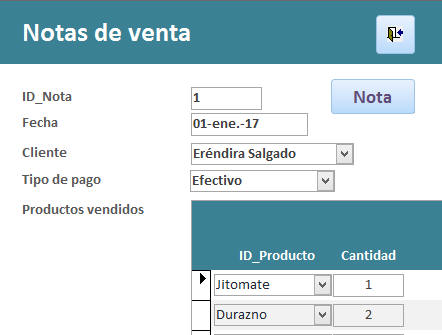 Notas de venta
ID_Nota 1 Nota
Fecha 01-ene.-17
Cliente Eréndira Salgado
Tipo de pago Efectivo
Productos vendidos
ID_Producto Cantidad
Jitomate 1
Durazno 2